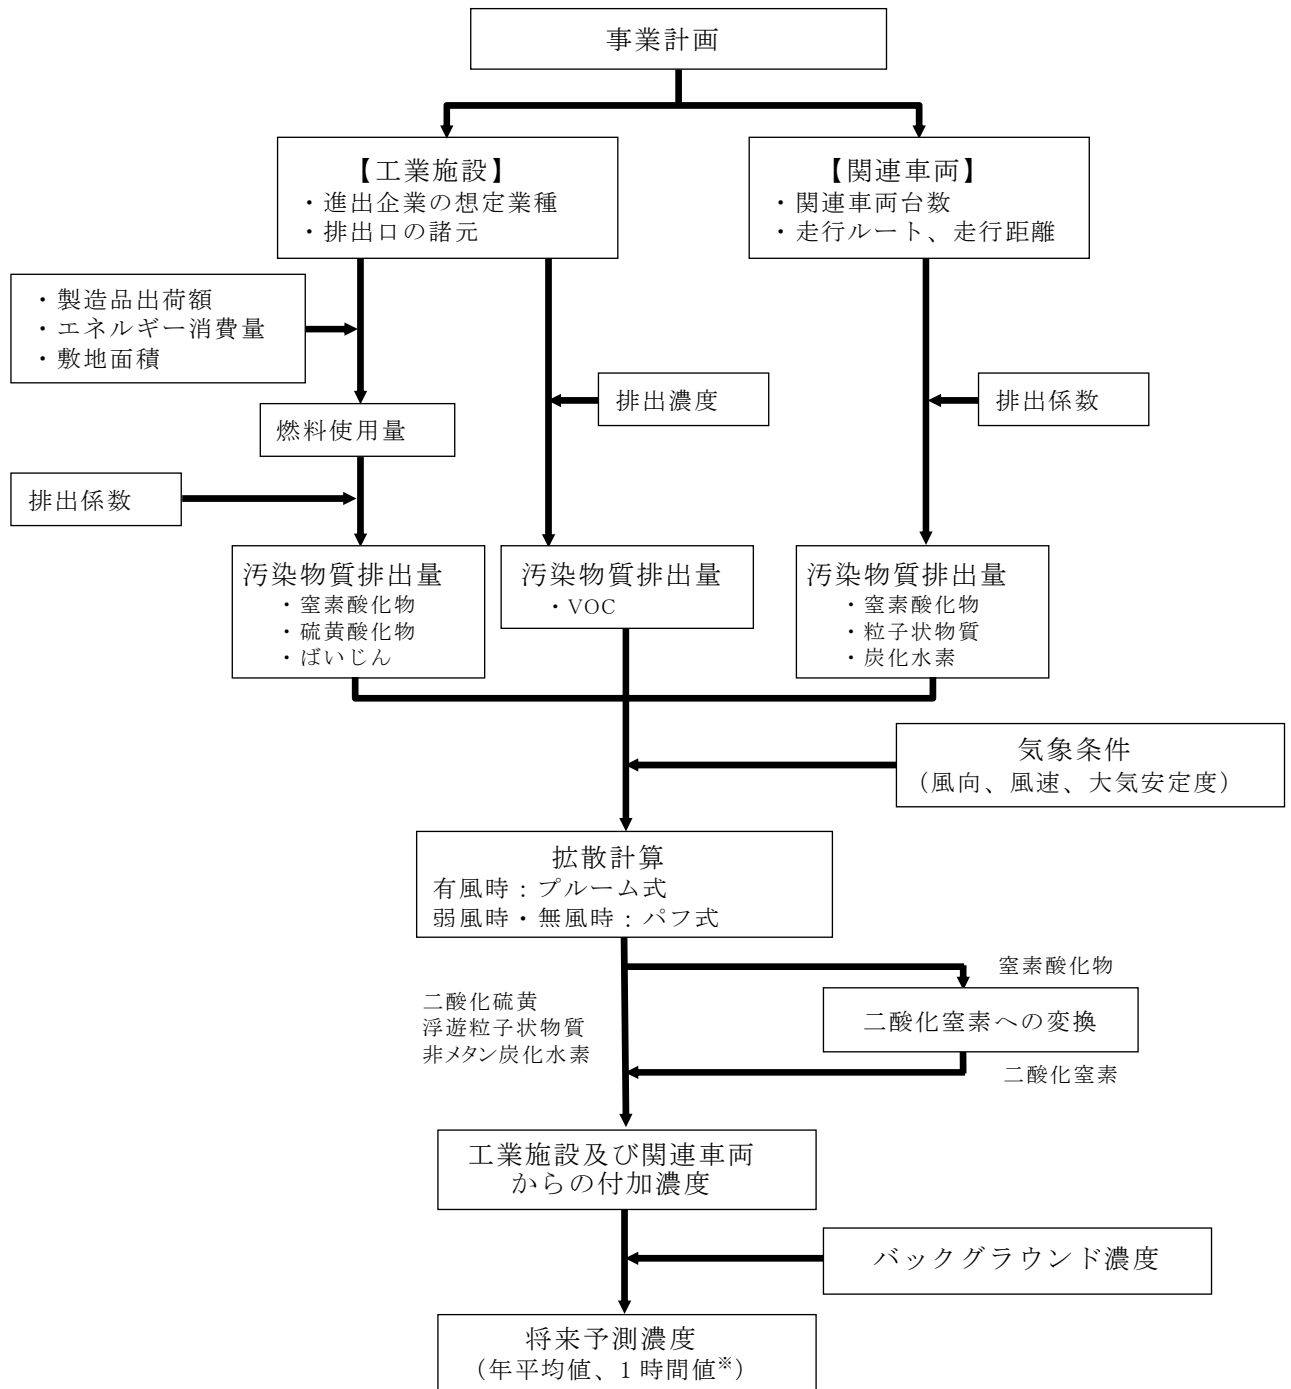 事業計画
【工業施設】
・進出企業の想定業種
・排出口の諸元
【関連車両】
・関連車両台数
・走行ルート、走行距離
・製造品出荷額
・エネルギー消費量
・敷地面積
排出濃度
排出係数
燃料使用量
排出係数
汚染物質排出量
・窒素酸化物
・硫黄酸化物
・ばいじん
汚染物質排出量
・VOC
汚染物質排出量
・窒素酸化物
・粒子状物質
・炭化水素
気象条件
（風向、風速、大気安定度）
拡散計算
有風時：プルーム式
弱風時・無風時：パフ式
窒素酸化物
二酸化硫黄
浮遊粒子状物質
非メタン炭化水素
二酸化窒素への変換
二酸化窒素
工業施設及び関連車両
からの付加濃度
バックグラウンド濃度
将来予測濃度
（年平均値、1時間値※）